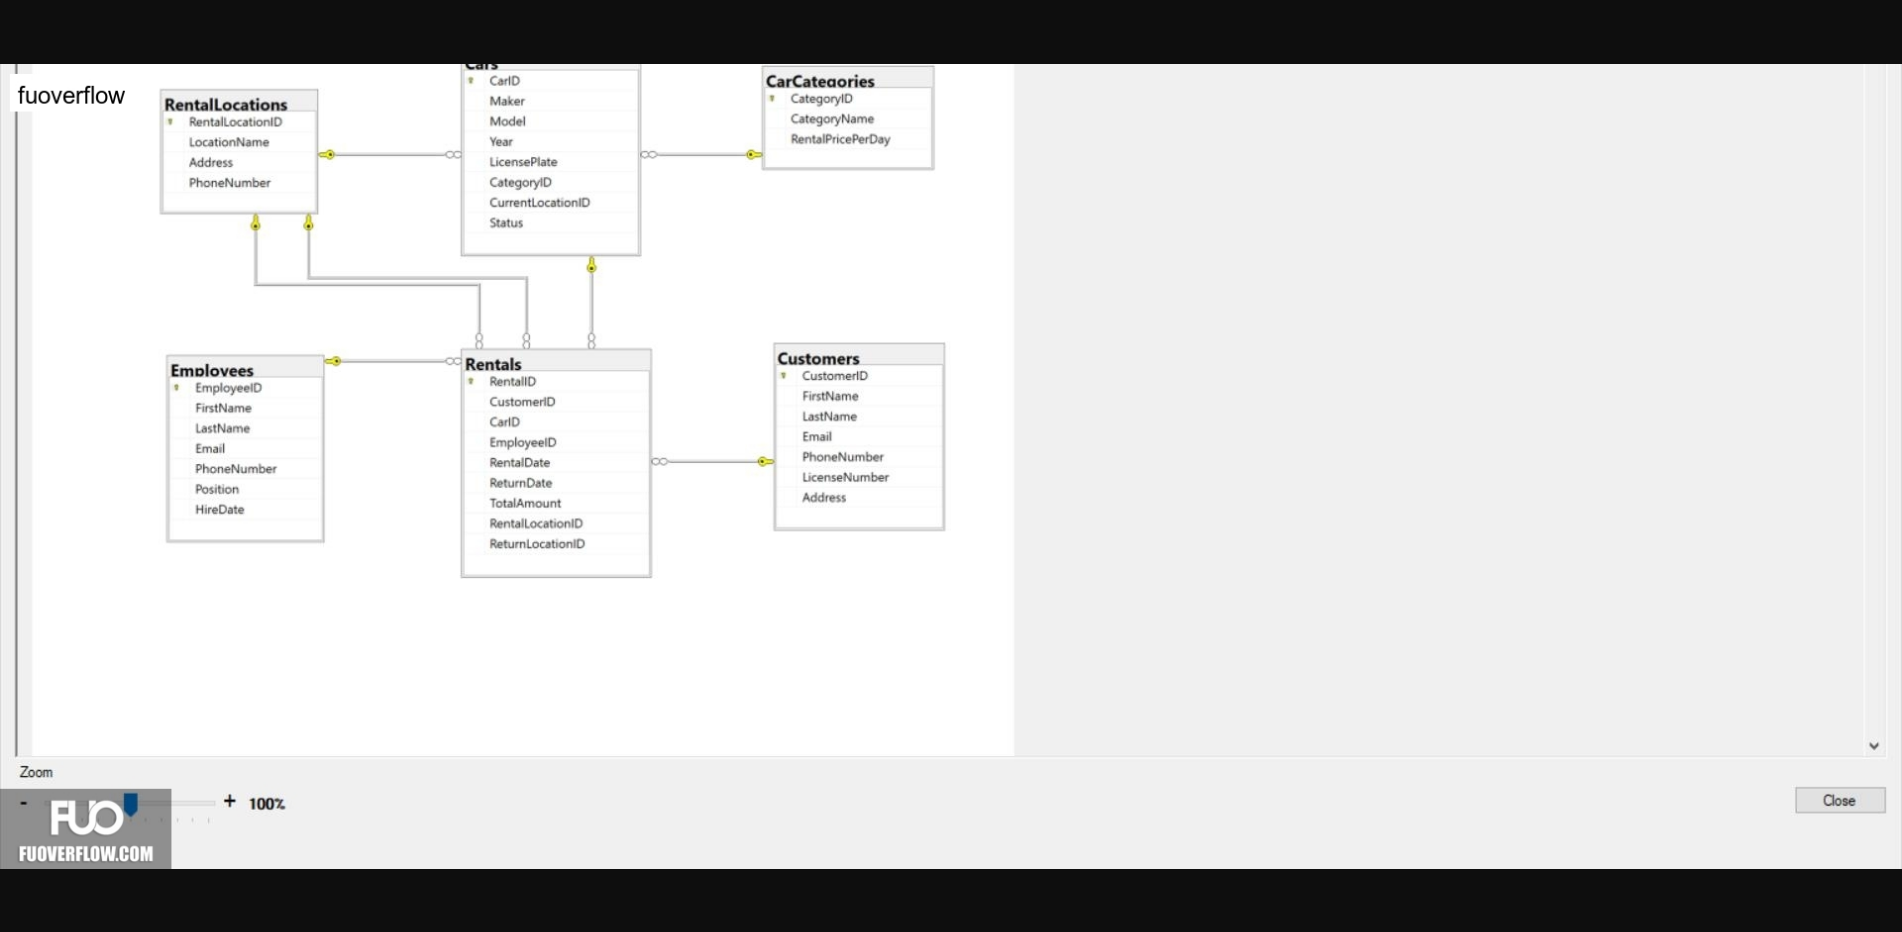 fuoverflow
RentalLocations
RentalLocationID
LocationName
Address
PhoneNumber
Cars
CarID
Maker
Model
Year
LicensePlate
CategoryID
CurrentLocationID
Status
CarCategories
CategoryID
CategoryName
RentalPricePerDay
Employees
EmployeeID
FirstName
LastName
Email
PhoneNumber
Position
HireDate
Rentals
RentalID
CustomerID
CarID
EmployeeID
RentalDate
ReturnDate
TotalAmount
RentalLocationID
ReturnLocationID
Customers
CustomerID
FirstName
LastName
Email
PhoneNumber
LicenseNumber
Address
Zoom
- + 100%
Close
FUO
FUOVERFLOW.COM